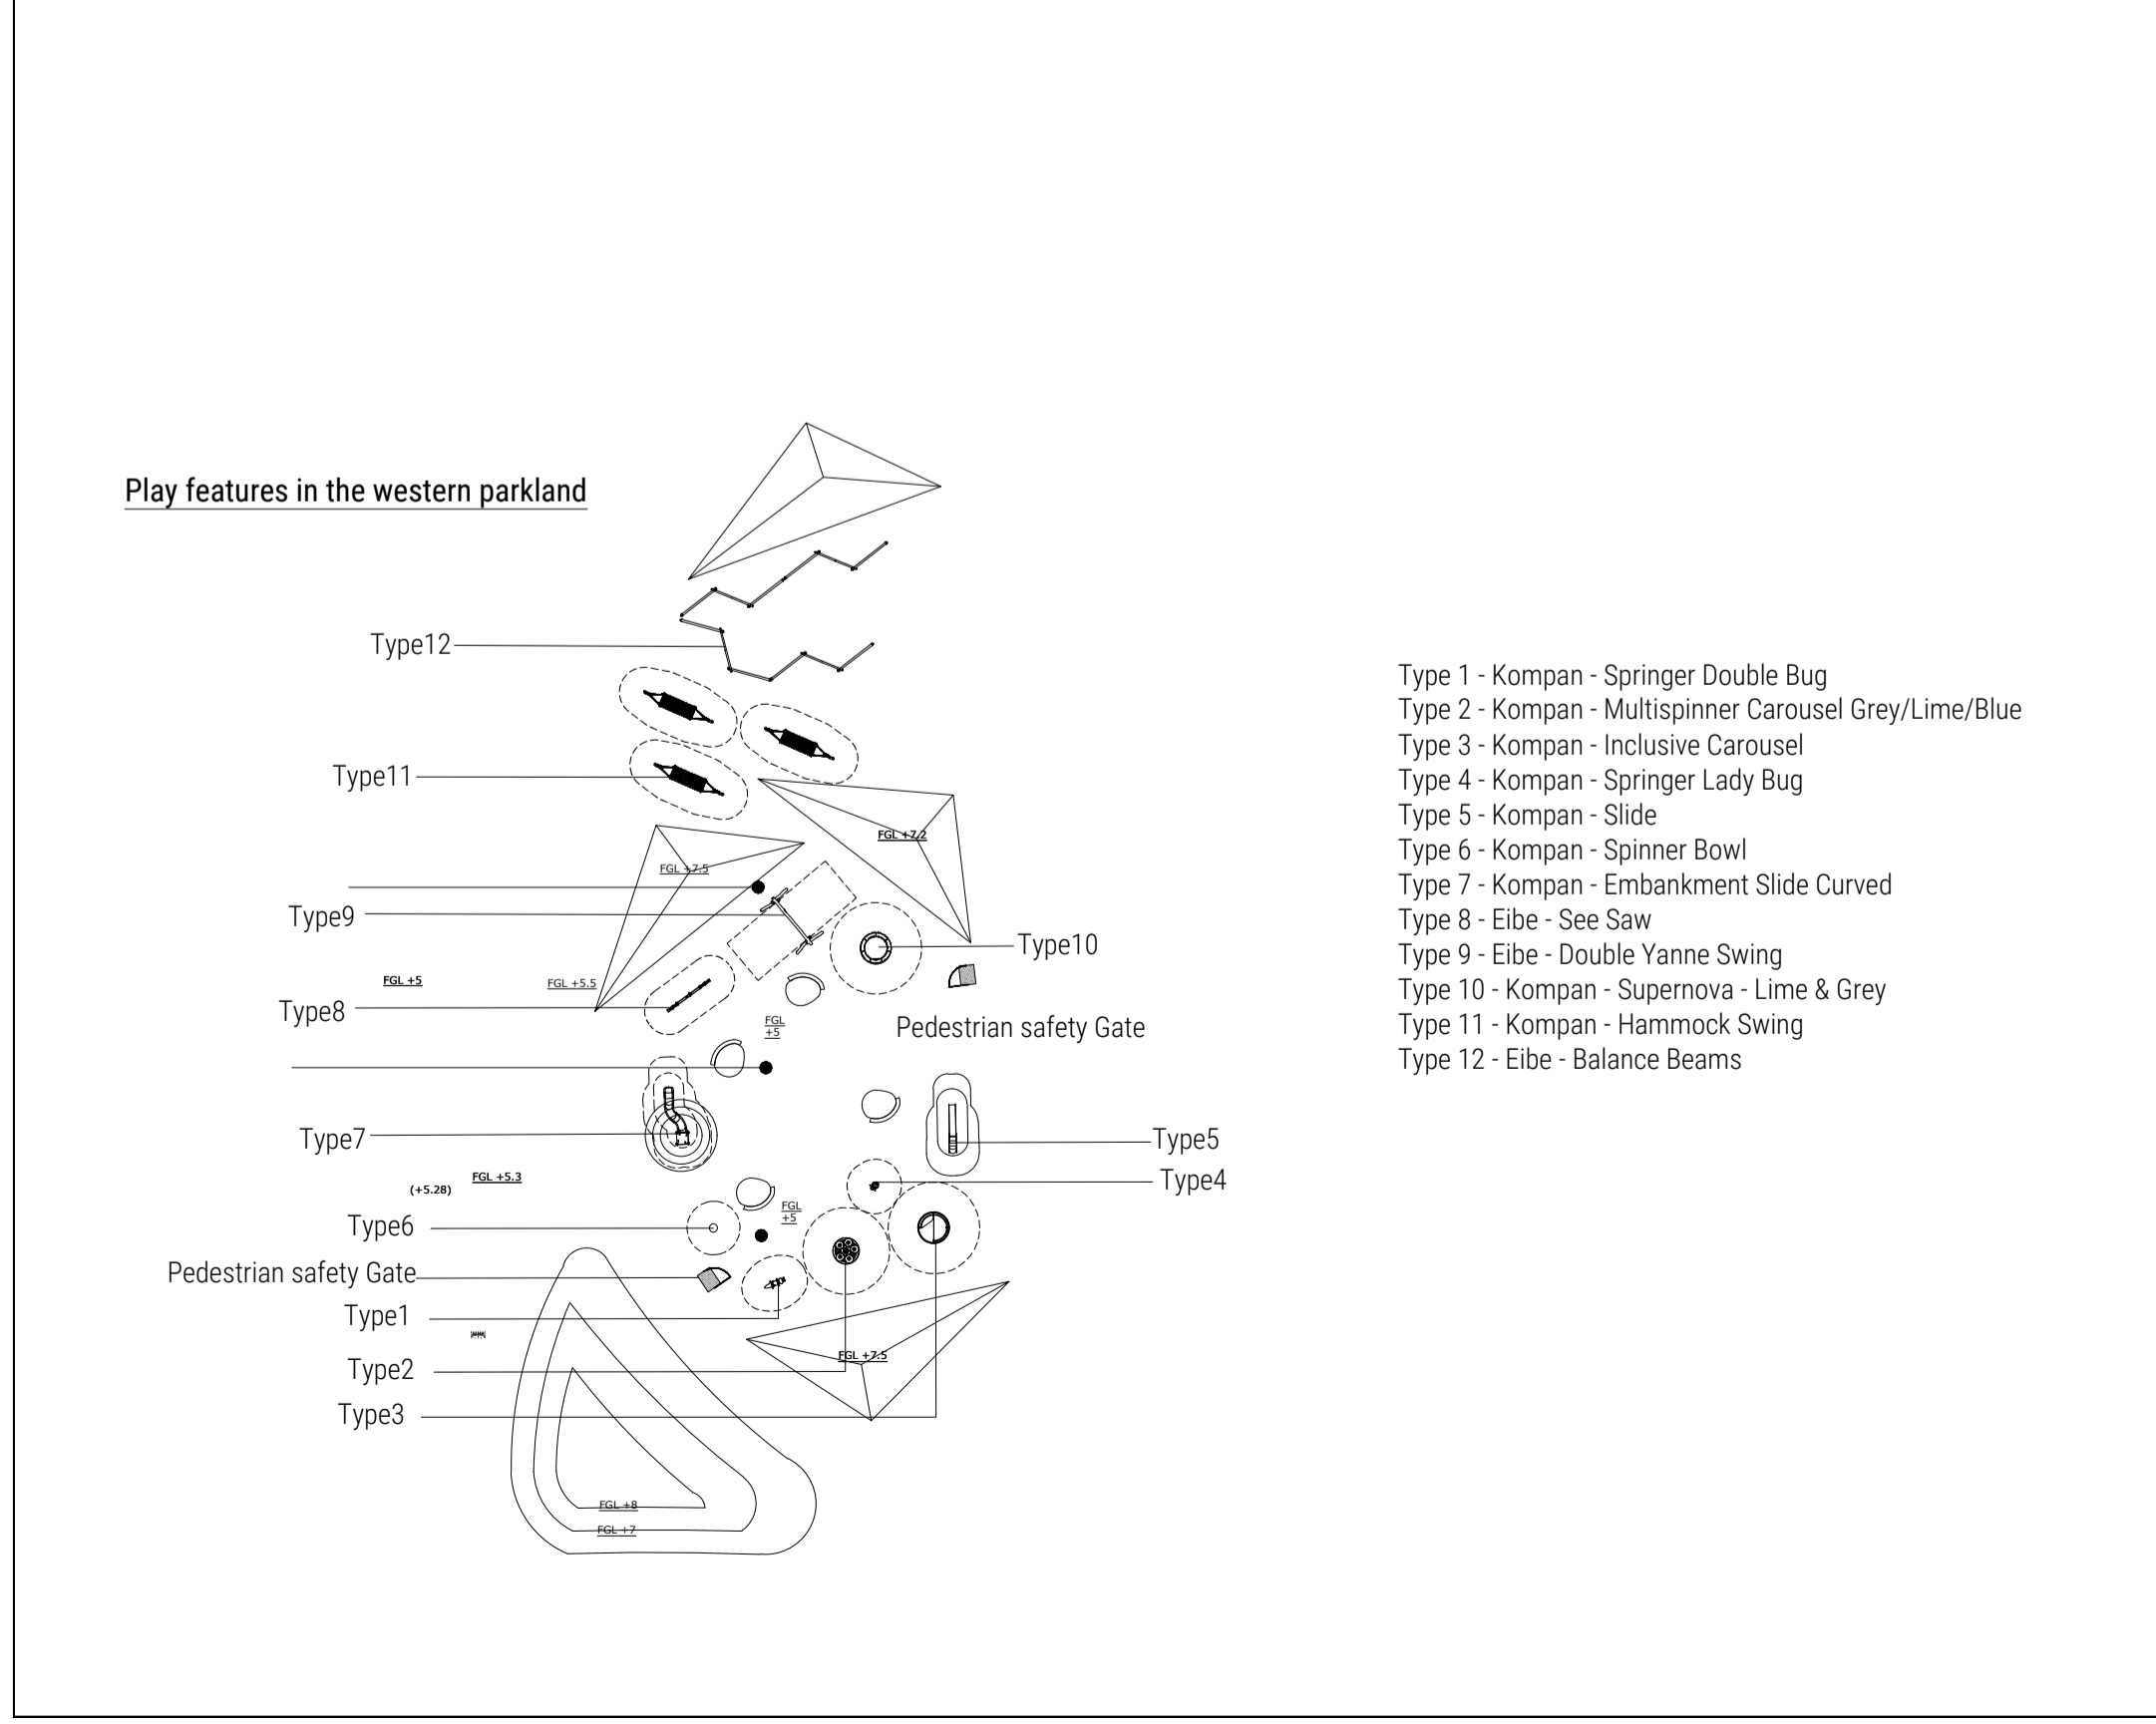 Play features in the western parkland
Type12
Type11
FGL +7.2
FGL +7.5
Type9
Type10
FGL +5
FGL +5.5
Type8
FGL
+5
Pedestrian safety Gate
Type7
Type5
FGL +5.3
(+5.28)
Type4
FGL
+5
Type6
Pedestrian safety Gate
Type1
FGL +7.5
Type2
Type3
FGL +8
FGL +7
Type 1 - Kompan - Springer Double Bug
Type 2 - Kompan - Multispinner Carousel Grey/Lime/Blue
Type 3 - Kompan - Inclusive Carousel
Type 4 - Kompan - Springer Lady Bug
Type 5 - Kompan - Slide
Type 6 - Kompan - Spinner Bowl
Type 7 - Kompan - Embankment Slide Curved
Type 8 - Eibe - See Saw
Type 9 - Eibe - Double Yanne Swing
Type 10 - Kompan - Supernova - Lime & Grey
Type 11 - Kompan - Hammock Swing
Type 12 - Eibe - Balance Beams